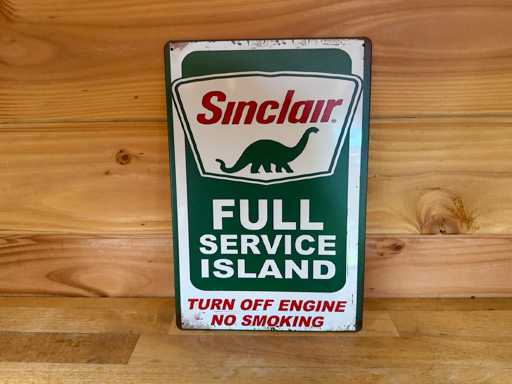 Sinclair
FULL
SERVICE
ISLAND
TURN OFF ENGINE
NO SMOKING